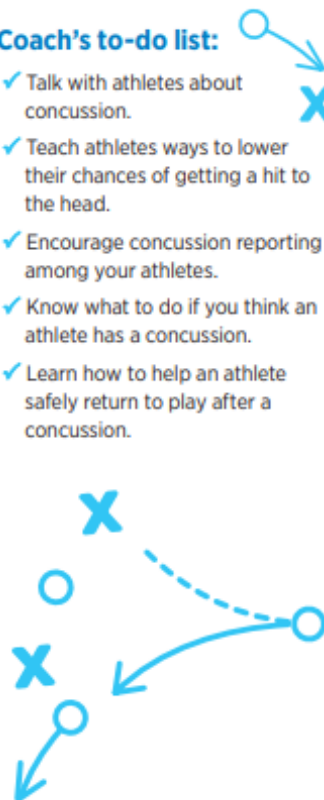 Coach's to-do list:
✓ Talk with athletes about
concussion.
✓ Teach athletes ways to lower
their chances of getting a hit to
the head.
✓ Encourage concussion reporting
among your athletes.
✓ Know what to do if you think an
athlete has a concussion.
✓ Learn how to help an athlete
safely return to play after a
concussion.